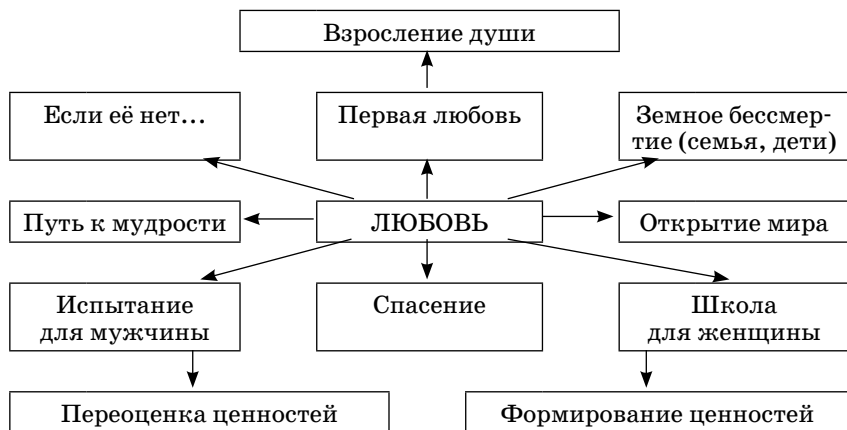 Взросление души
Если её нет...
Первая любовь
Земное бессмер-
тие (семья, дети)
Путь к мудрости
ЛЮБОВЬ
Открытие мира
Испытание
для мужчины
Спасение
Школа
для женщины
Переоценка ценностей
Формирование ценностей